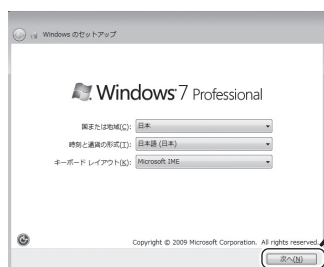 Windows のセットアップ
Windows 7 Professional
国または地域(C): 日本
時刻と通貨の形式(T): 日本語 (日本)
キーボード レイアウト(K): Microsoft IME
Copyright © 2009 Microsoft Corporation. All rights reserved.
次へ(N)